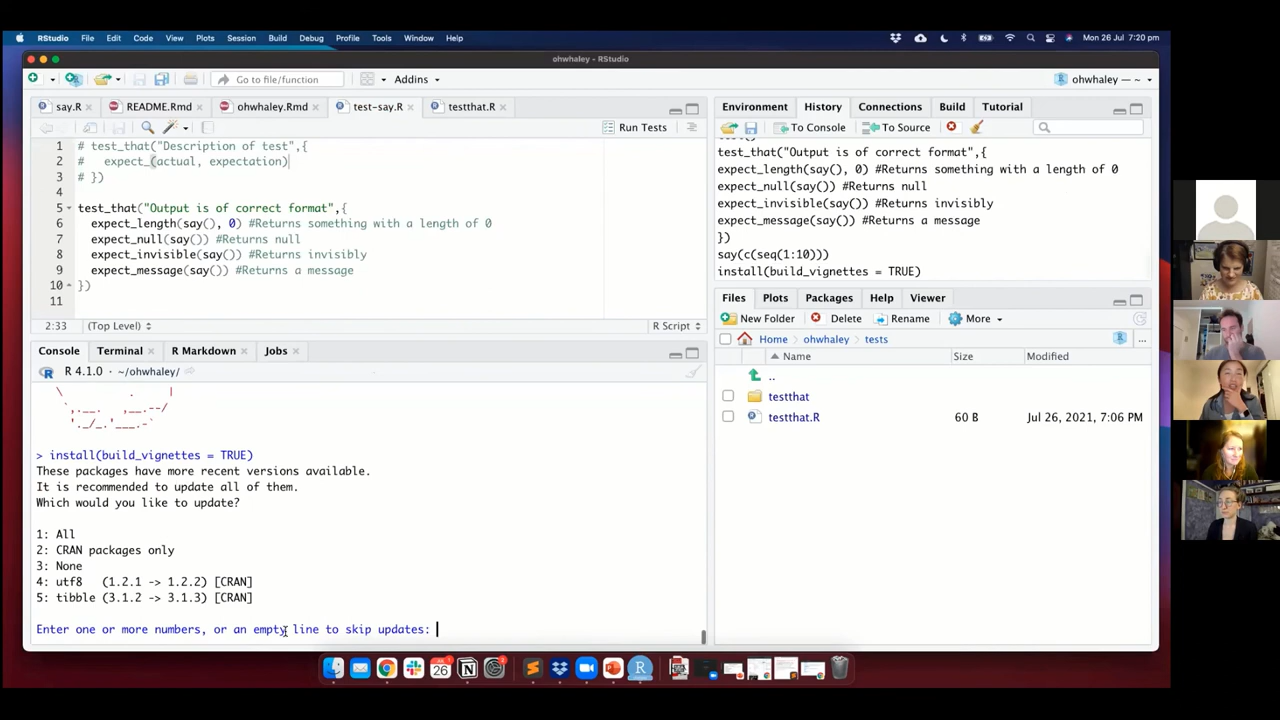 RStudio File Edit Code View Plots Session Build Debug Profile Tools Window Help Mon 26 Jul 7:20 pm
ohwhaley - RStudio
Go to file/function Addins ohwhaley — ~
say.R README.Rmd ohwhaley.Rmd test-say.R testthat.R
Run Tests
1 # test_that("Description of test",{
2 #   expect_(actual, expectation)
3 # })
4
5 test_that("Output is of correct format",{
6   expect_length(say(), 0) #Returns something with a length of 0
7   expect_null(say()) #Returns null
8   expect_invisible(say()) #Returns invisibly
9   expect_message(say()) #Returns a message
10 })
11
2:33 (Top Level) R Script
Console Terminal R Markdown Jobs
R 4.1.0 · ~/ohwhaley/
\         .      |
`,.__.   ,__.--/
'._/_.'___.-`
> install(build_vignettes = TRUE)
These packages have more recent versions available.
It is recommended to update all of them.
Which would you like to update?
1: All
2: CRAN packages only
3: None
4: utf8   (1.2.1 -> 1.2.2) [CRAN]
5: tibble (3.1.2 -> 3.1.3) [CRAN]
Enter one or more numbers, or an empty line to skip updates:
Environment History Connections Build Tutorial
To Console To Source
test_that("Output is of correct format",{
expect_length(say(), 0) #Returns something with a length of 0
expect_null(say()) #Returns null
expect_invisible(say()) #Returns invisibly
expect_message(say()) #Returns a message
})
say(c(seq(1:10)))
install(build_vignettes = TRUE)
Files Plots Packages Help Viewer
New Folder Delete Rename More
Home ohwhaley tests
Name Size Modified
..
testthat
testthat.R 60 B Jul 26, 2021, 7:06 PM
JUL
26